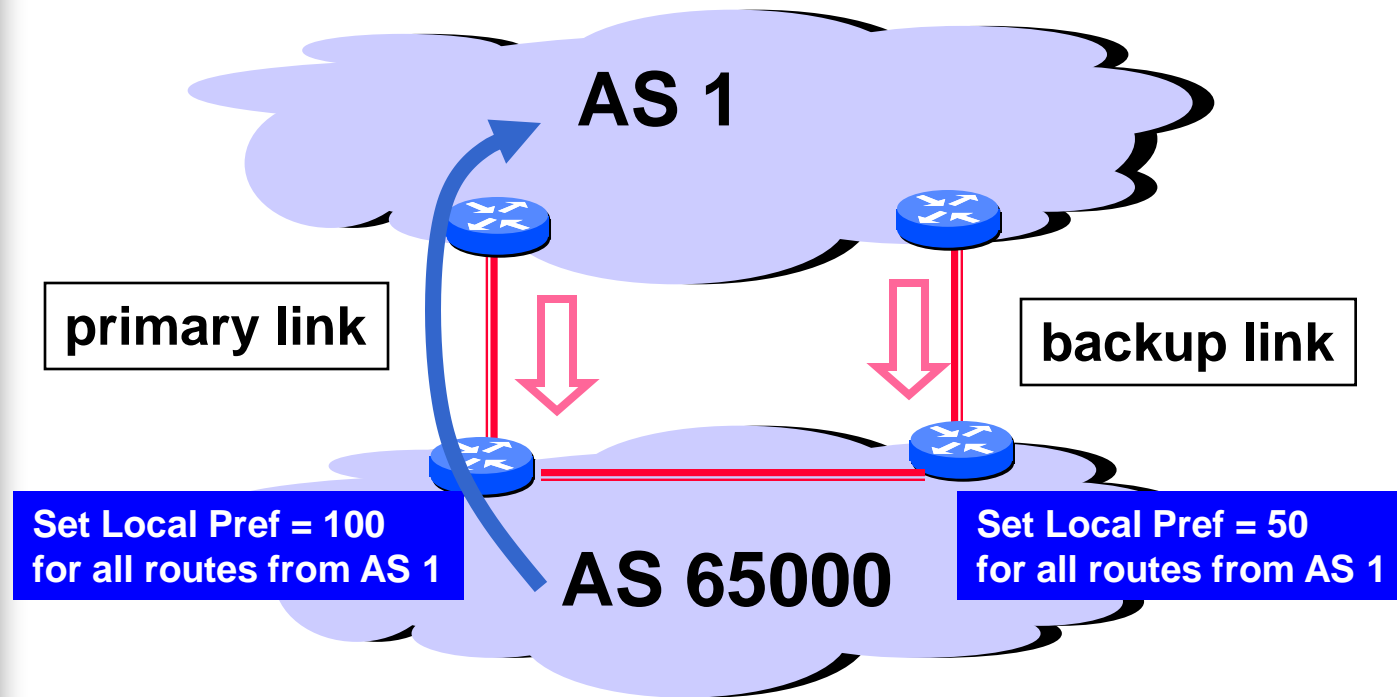 AS 1
primary link
backup link
Set Local Pref = 100
for all routes from AS 1
AS 65000
Set Local Pref = 50
for all routes from AS 1